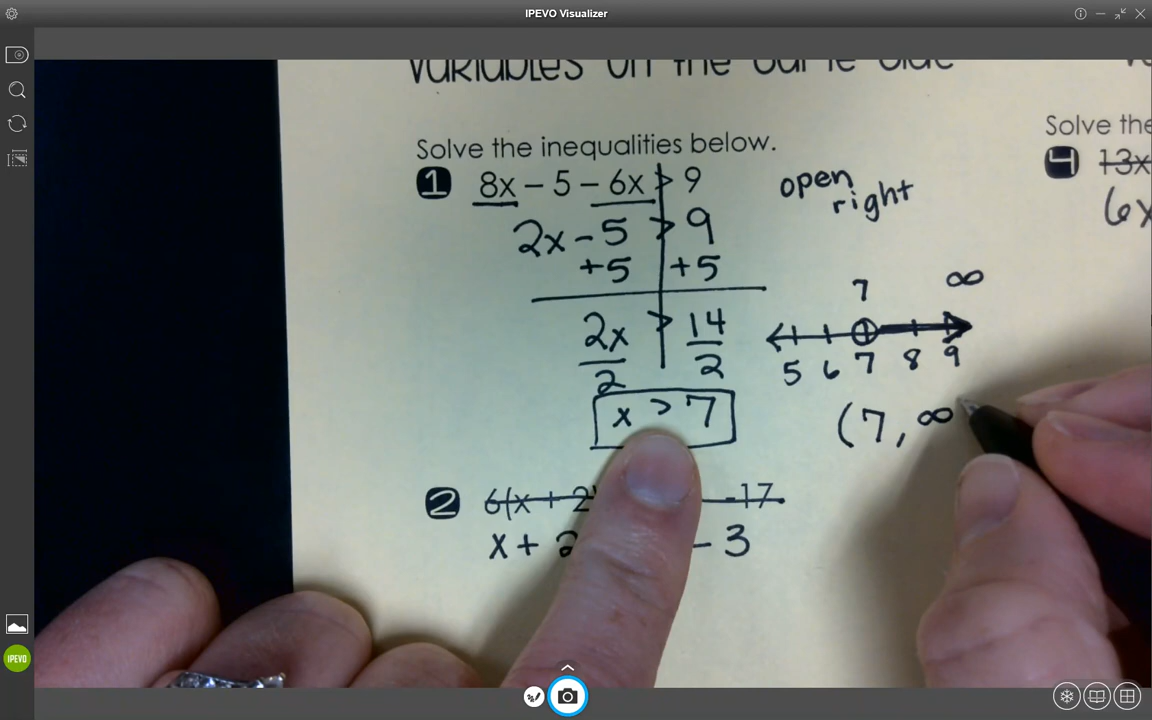 IPEVO Visualizer
Variables on the Same Side
Solve the inequalities below.
1 8x - 5 - 6x > 9
2x - 5 > 9
+5 +5
2x > 14
2 2
x > 7
open
right
7 ∞
5 6 7 8 9
(7, ∞
2 6(x + 2) -17
x + 2 - 3
Solve the
4 13x
6x
IPEVO